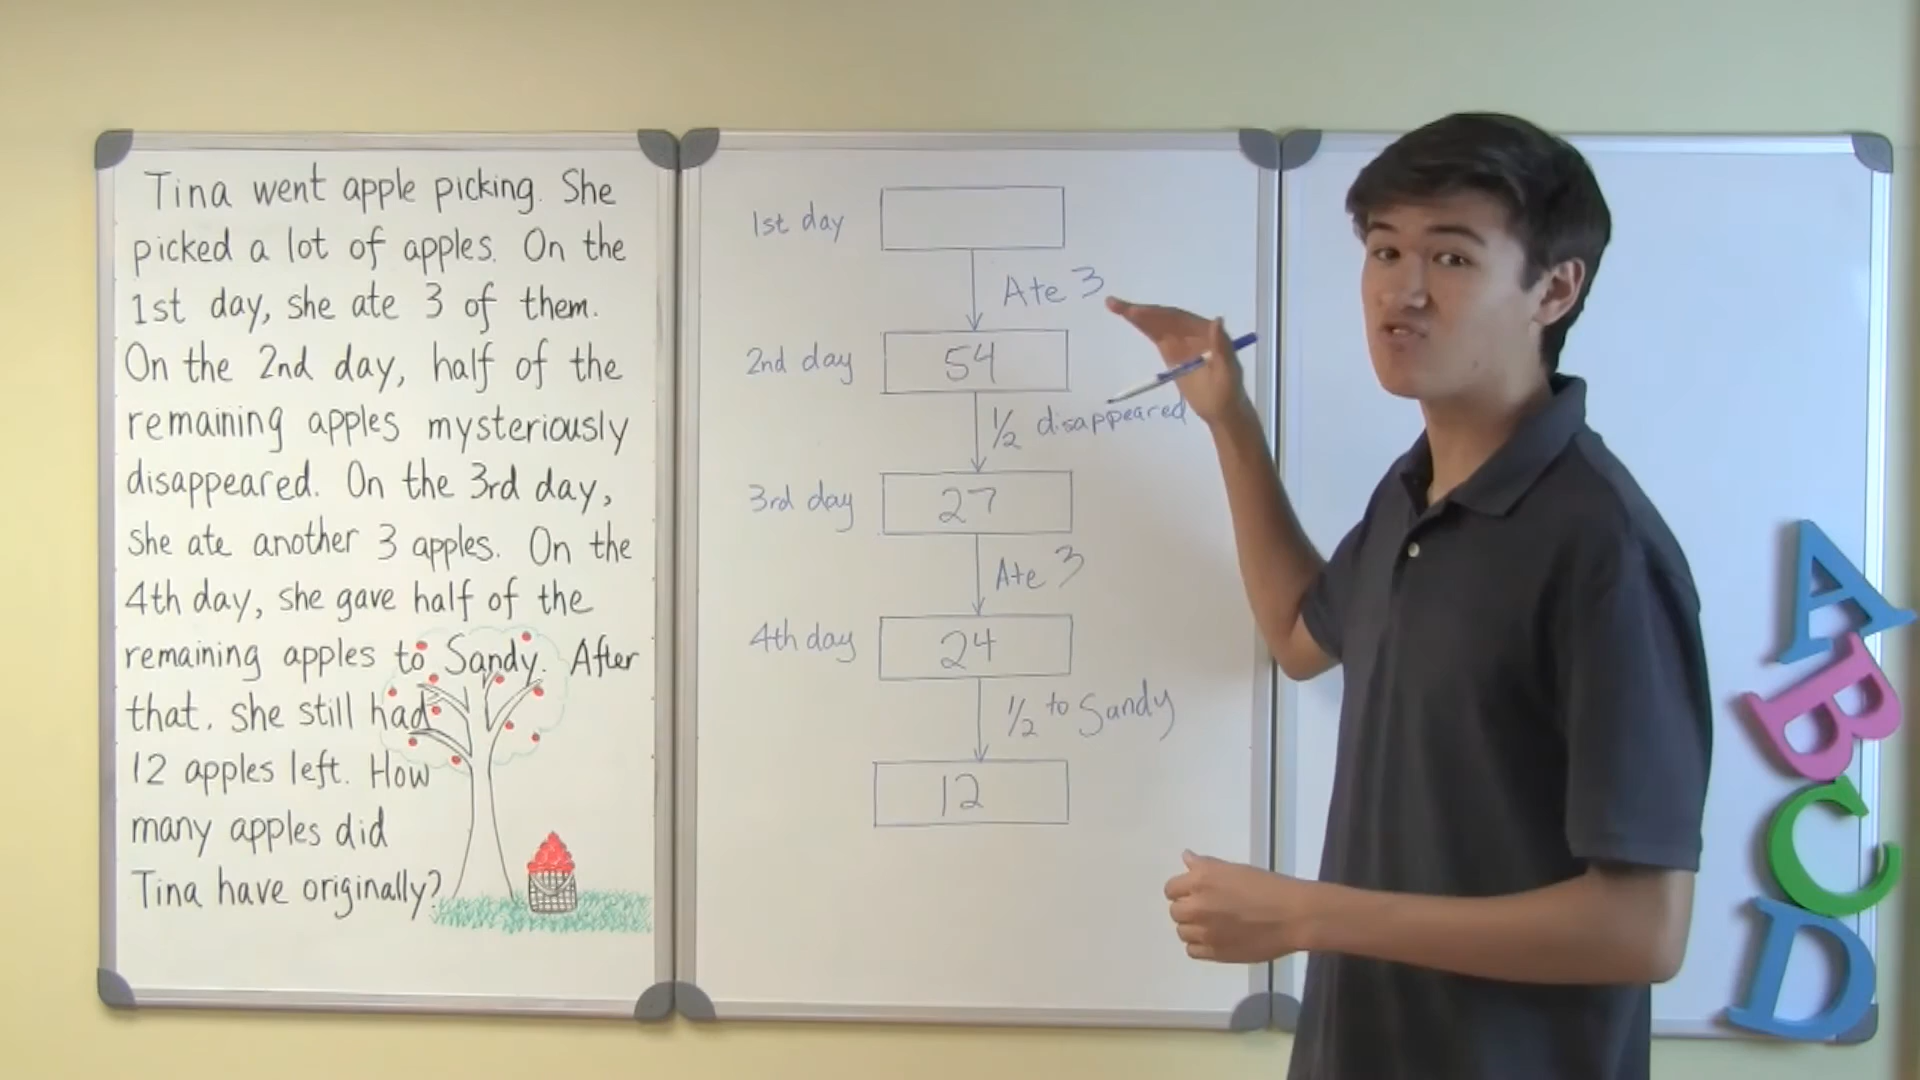 Tina went apple picking. She
picked a lot of apples. On the
1st day, she ate 3 of them.
On the 2nd day, half of the
remaining apples mysteriously
disappeared. On the 3rd day,
she ate another 3 apples. On the
4th day, she gave half of the
remaining apples to Sandy. After
that, she still had
12 apples left. How
many apples did
Tina have originally?
1st day
Ate 3
2nd day 54
1/2 disappeared
3rd day 27
Ate 3
4th day 24
1/2 to Sandy
12
A
B
C
D